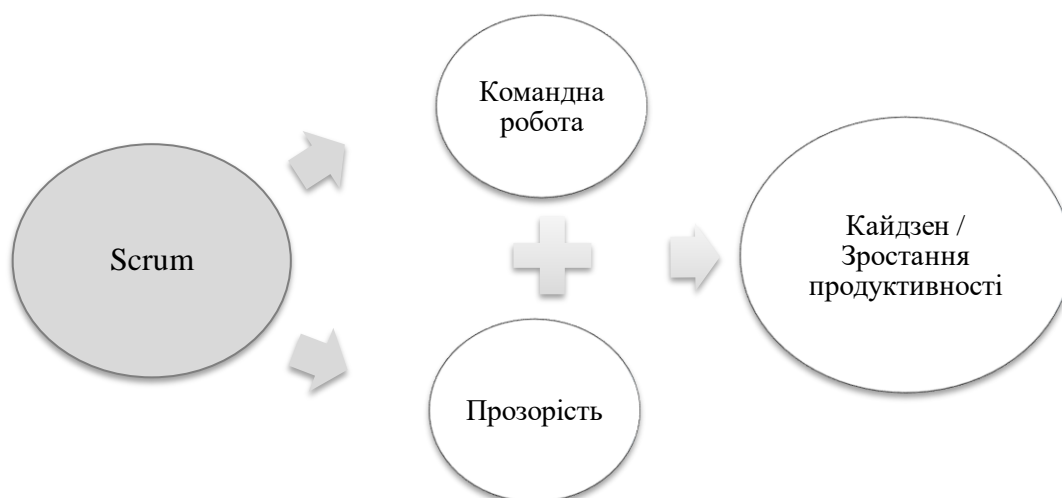 Scrum
Командна
робота
Прозорість
Кайдзен /
Зростання
продуктивності